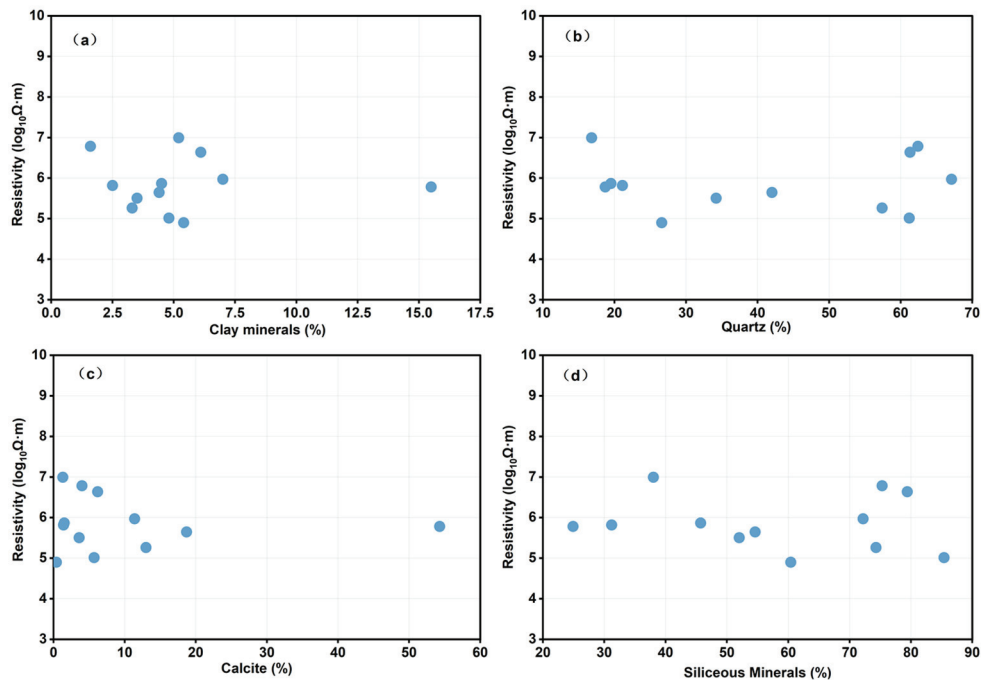 （a）
10
9
8
7
6
5
4
3
Resistivity (log₁₀Ω·m)
0.0 2.5 5.0 7.5 10.0 12.5 15.0 17.5
Clay minerals (%)
（b）
10
9
8
7
6
5
4
3
Resistivity (log₁₀Ω·m)
10 20 30 40 50 60 70
Quartz (%)
（c）
10
9
8
7
6
5
4
3
Resistivity (log₁₀Ω·m)
0 10 20 30 40 50 60
Calcite (%)
（d）
10
9
8
7
6
5
4
3
Resistivity (log₁₀Ω·m)
20 30 40 50 60 70 80 90
Siliceous Minerals (%)